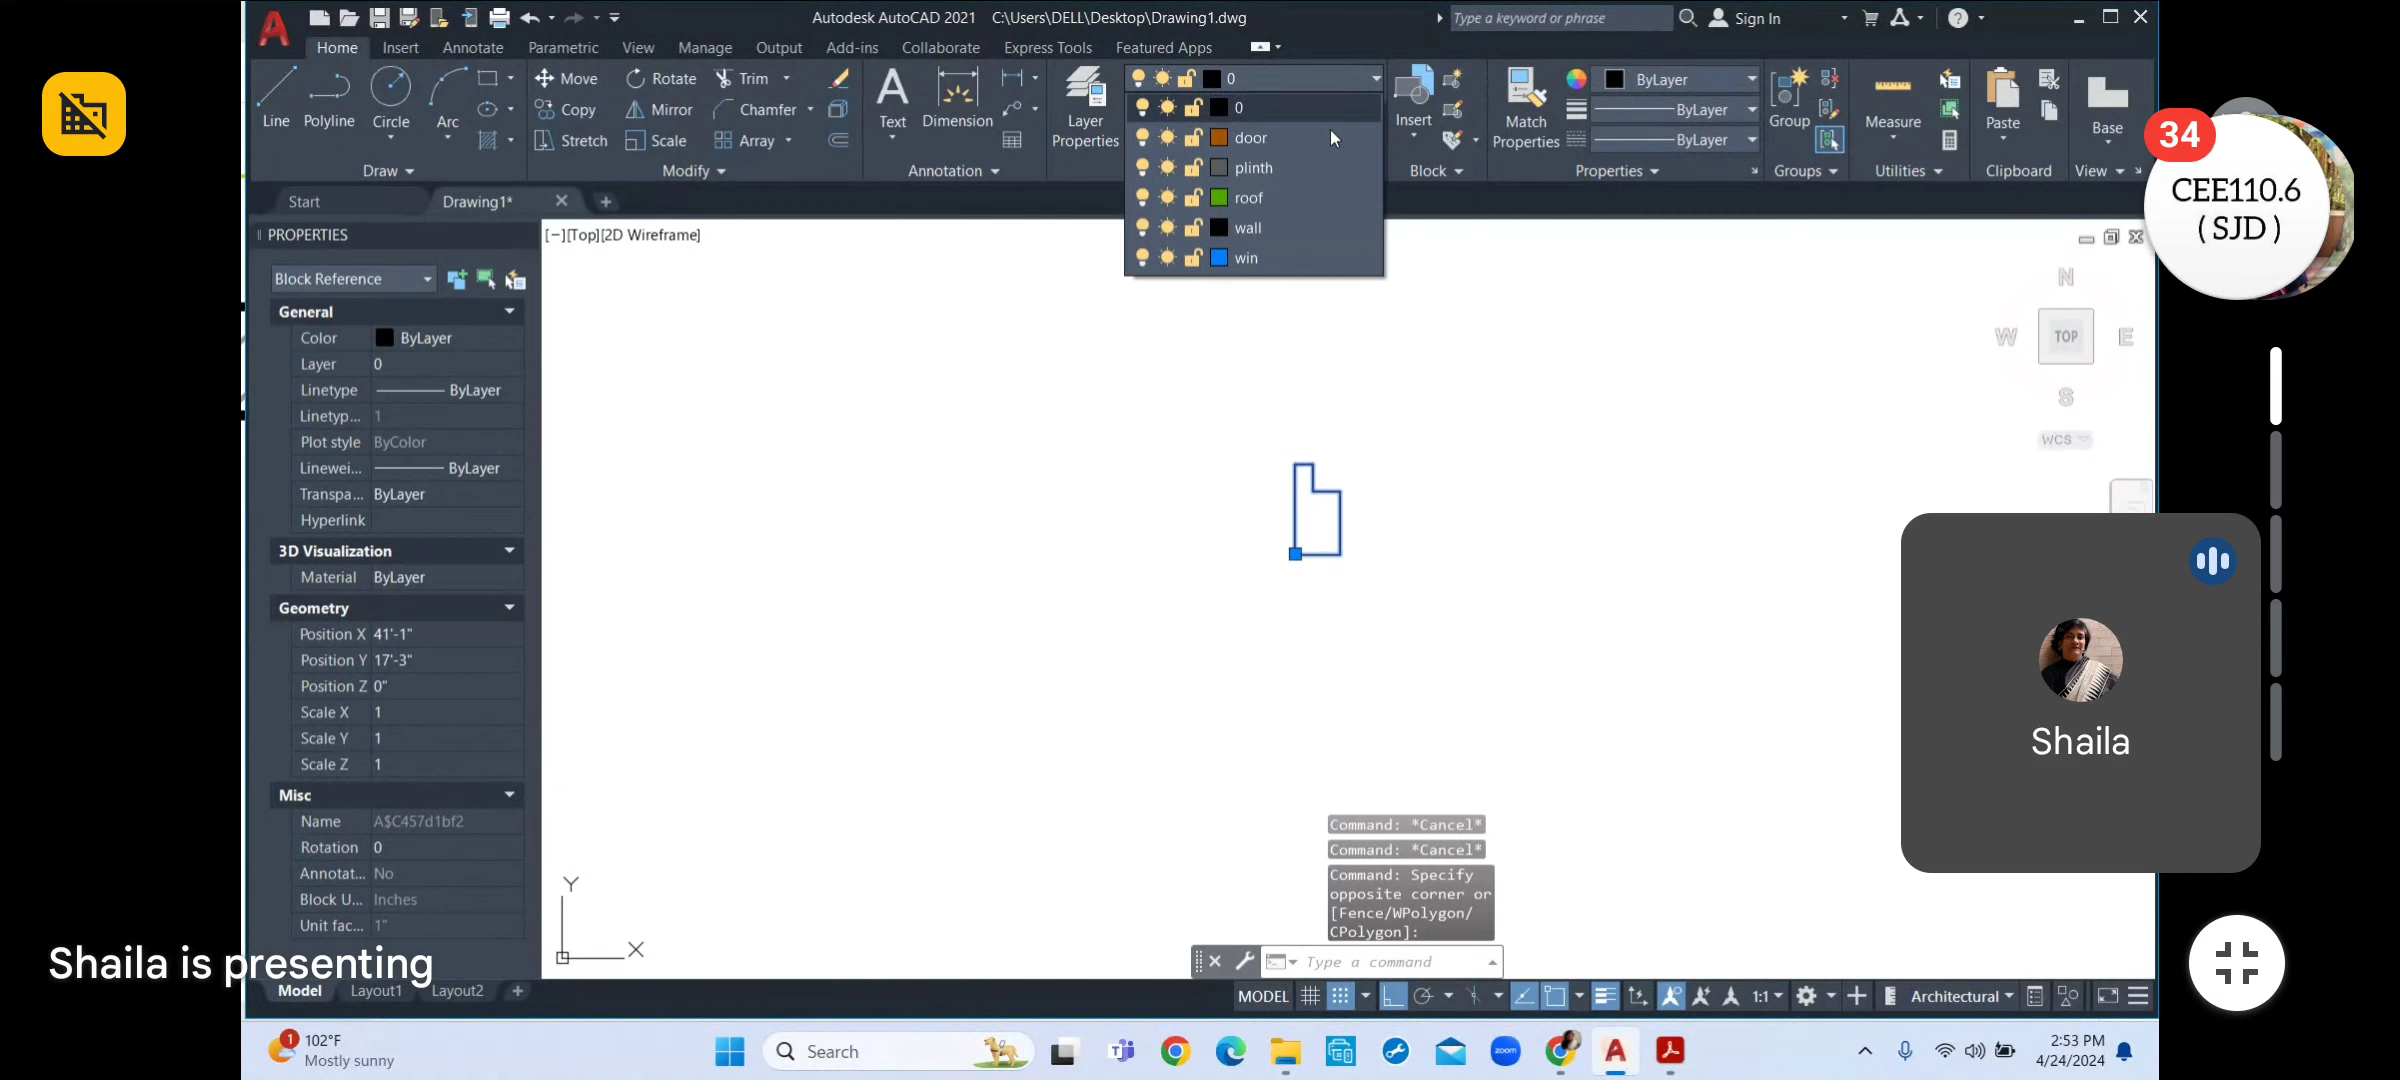 Autodesk AutoCAD 2021 C:\Users\DELL\Desktop\Drawing1.dwg
Type a keyword or phrase
Sign In
Home Insert Annotate Parametric View Manage Output Add-ins Collaborate Express Tools Featured Apps
Line Polyline Circle Arc
Move Rotate Trim
Copy Mirror Chamfer
Stretch Scale Array
Text Dimension
Layer Properties
0
0
door
plinth
roof
wall
win
Insert
Match Properties
ByLayer
ByLayer
ByLayer
Group
Measure
Paste
Base
Draw Modify Annotation Block Properties Groups Utilities Clipboard View
34
CEE110.6
( SJD )
Start Drawing1*
PROPERTIES
[−][Top][2D Wireframe]
Block Reference
General
Color ByLayer
Layer 0
Linetype ByLayer
Linetyp... 1
Plot style ByColor
Linewei... ByLayer
Transpa... ByLayer
Hyperlink
3D Visualization
Material ByLayer
Geometry
Position X 41'-1"
Position Y 17'-3"
Position Z 0"
Scale X 1
Scale Y 1
Scale Z 1
Misc
Name A$C457d1bf2
Rotation 0
Annotat... No
Block U... Inches
Unit fac... 1"
N
W TOP E
S
WCS
Shaila
Y
X
Command: *Cancel*
Command: *Cancel*
Command: Specify
opposite corner or
[Fence/WPolygon/
CPolygon]:
Type a command
Shaila is presenting
Model Layout1 Layout2
MODEL 1:1 Architectural
1
102°F
Mostly sunny
Search
zoom
2:53 PM
4/24/2024